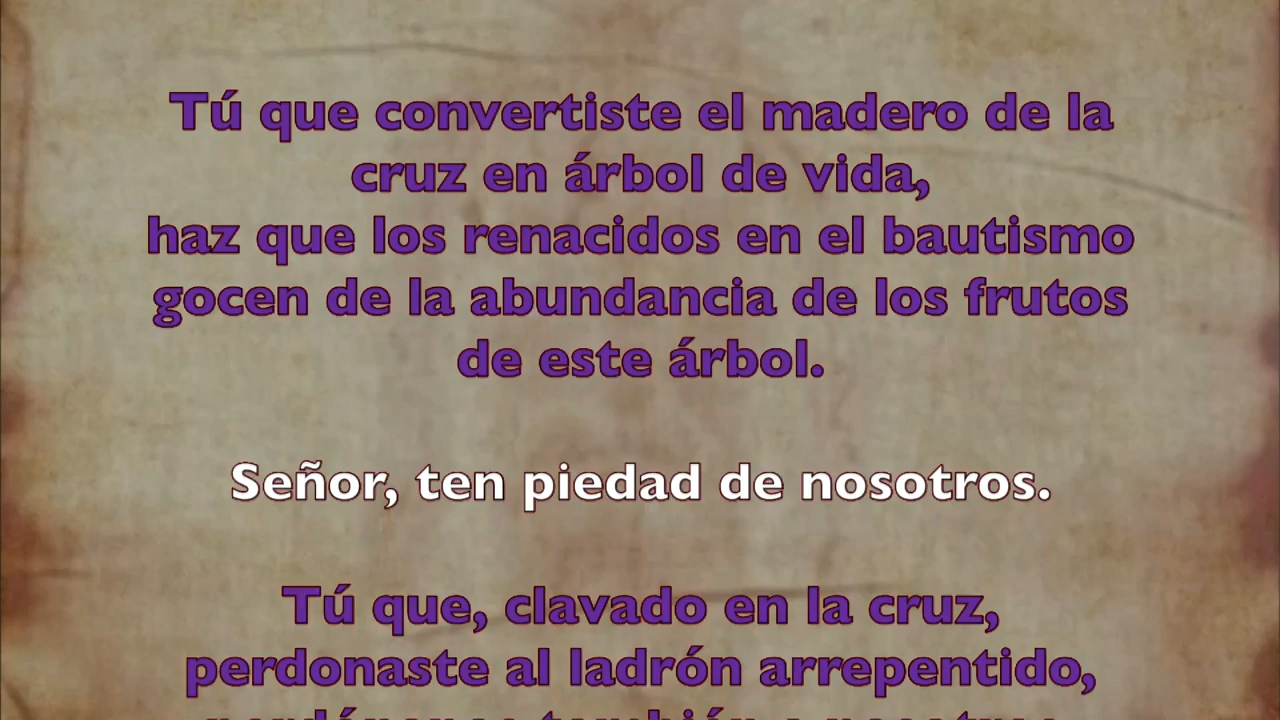 Tú que convertiste el madero de la
cruz en árbol de vida,
haz que los renacidos en el bautismo
gocen de la abundancia de los frutos
de este árbol.
Señor, ten piedad de nosotros.
Tú que, clavado en la cruz,
perdonaste al ladrón arrepentido,